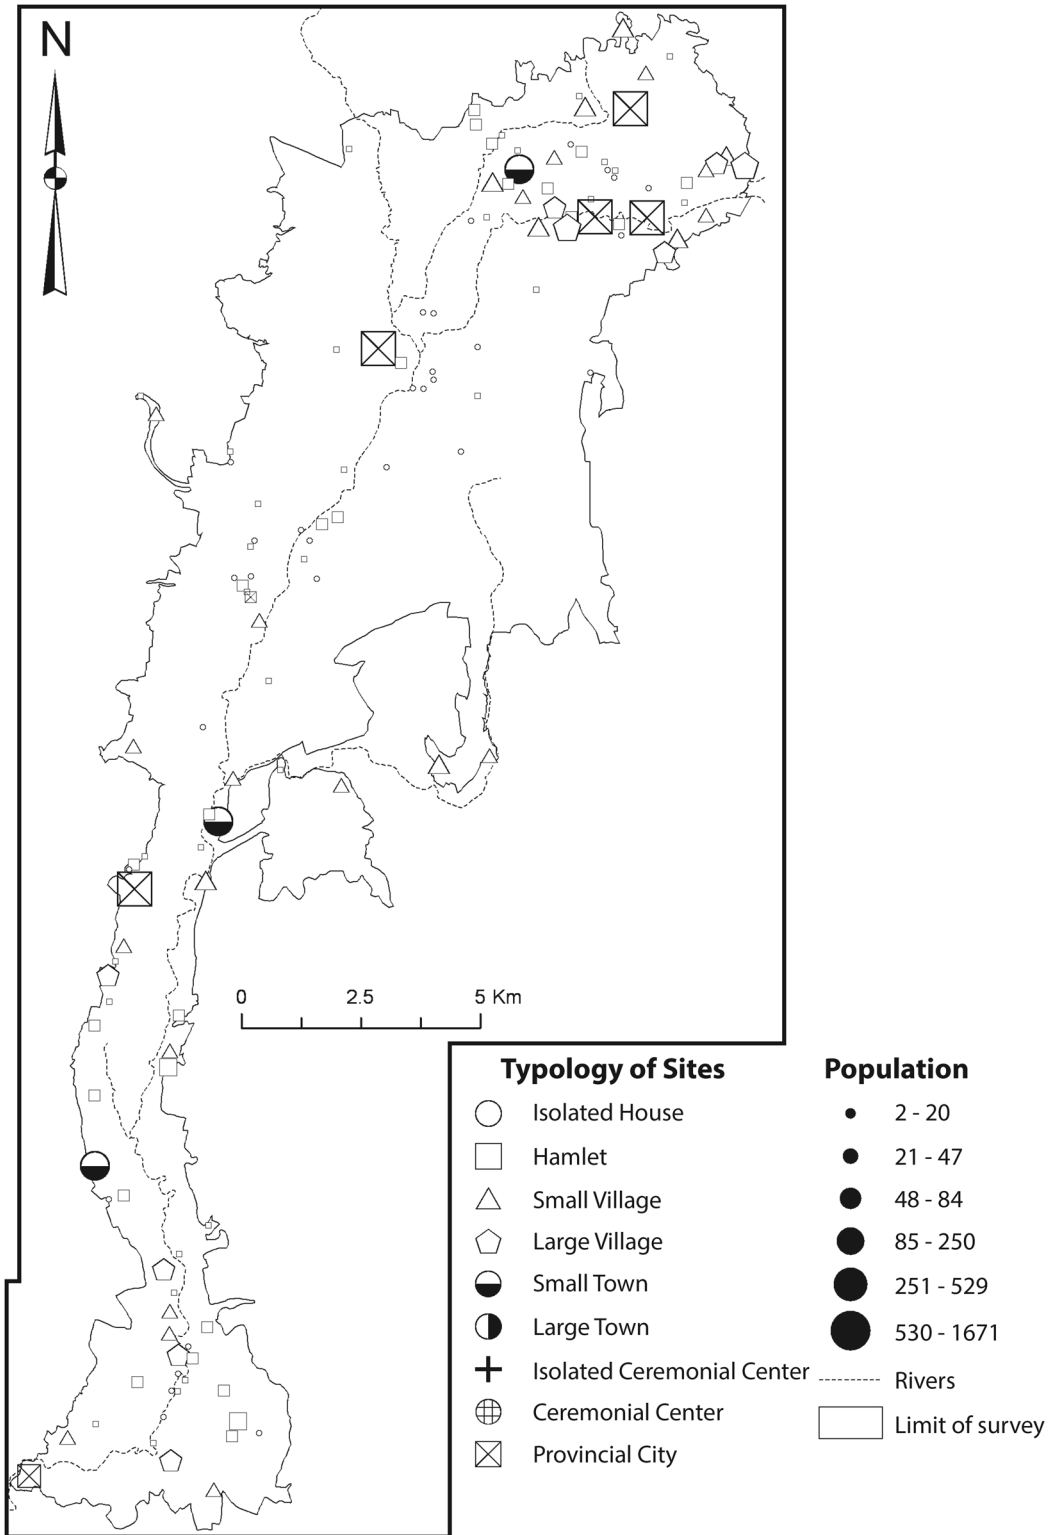 N
0 2.5 5 Km
Typology of Sites
Isolated House
Hamlet
Small Village
Large Village
Small Town
Large Town
Isolated Ceremonial Center
Ceremonial Center
Provincial City
Population
2 - 20
21 - 47
48 - 84
85 - 250
251 - 529
530 - 1671
Rivers
Limit of survey